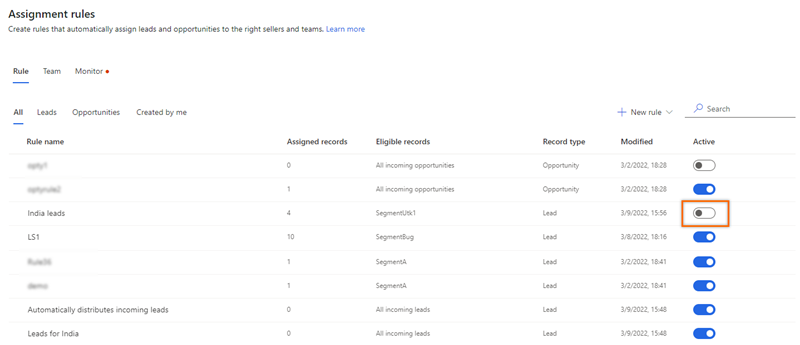 Assignment rules
Create rules that automatically assign leads and opportunities to the right sellers and teams. Learn more
Rule Team Monitor
All Leads Opportunities Created by me New rule Search
Rule name Assigned records Eligible records Record type Modified Active
0 All incoming opportunities Opportunity 3/2/2022, 18:28
1 All incoming opportunities Opportunity 3/2/2022, 18:28
India leads 4 SegmentUtk1 Lead 3/9/2022, 15:56
LS1 10 SegmentBug Lead 3/8/2022, 18:16
1 SegmentA Lead 3/2/2022, 18:41
1 SegmentA Lead 3/2/2022, 18:41
Automatically distributes incoming leads 0 All incoming leads Lead 3/9/2022, 15:48
Leads for India 0 All incoming leads Lead 3/9/2022, 15:48